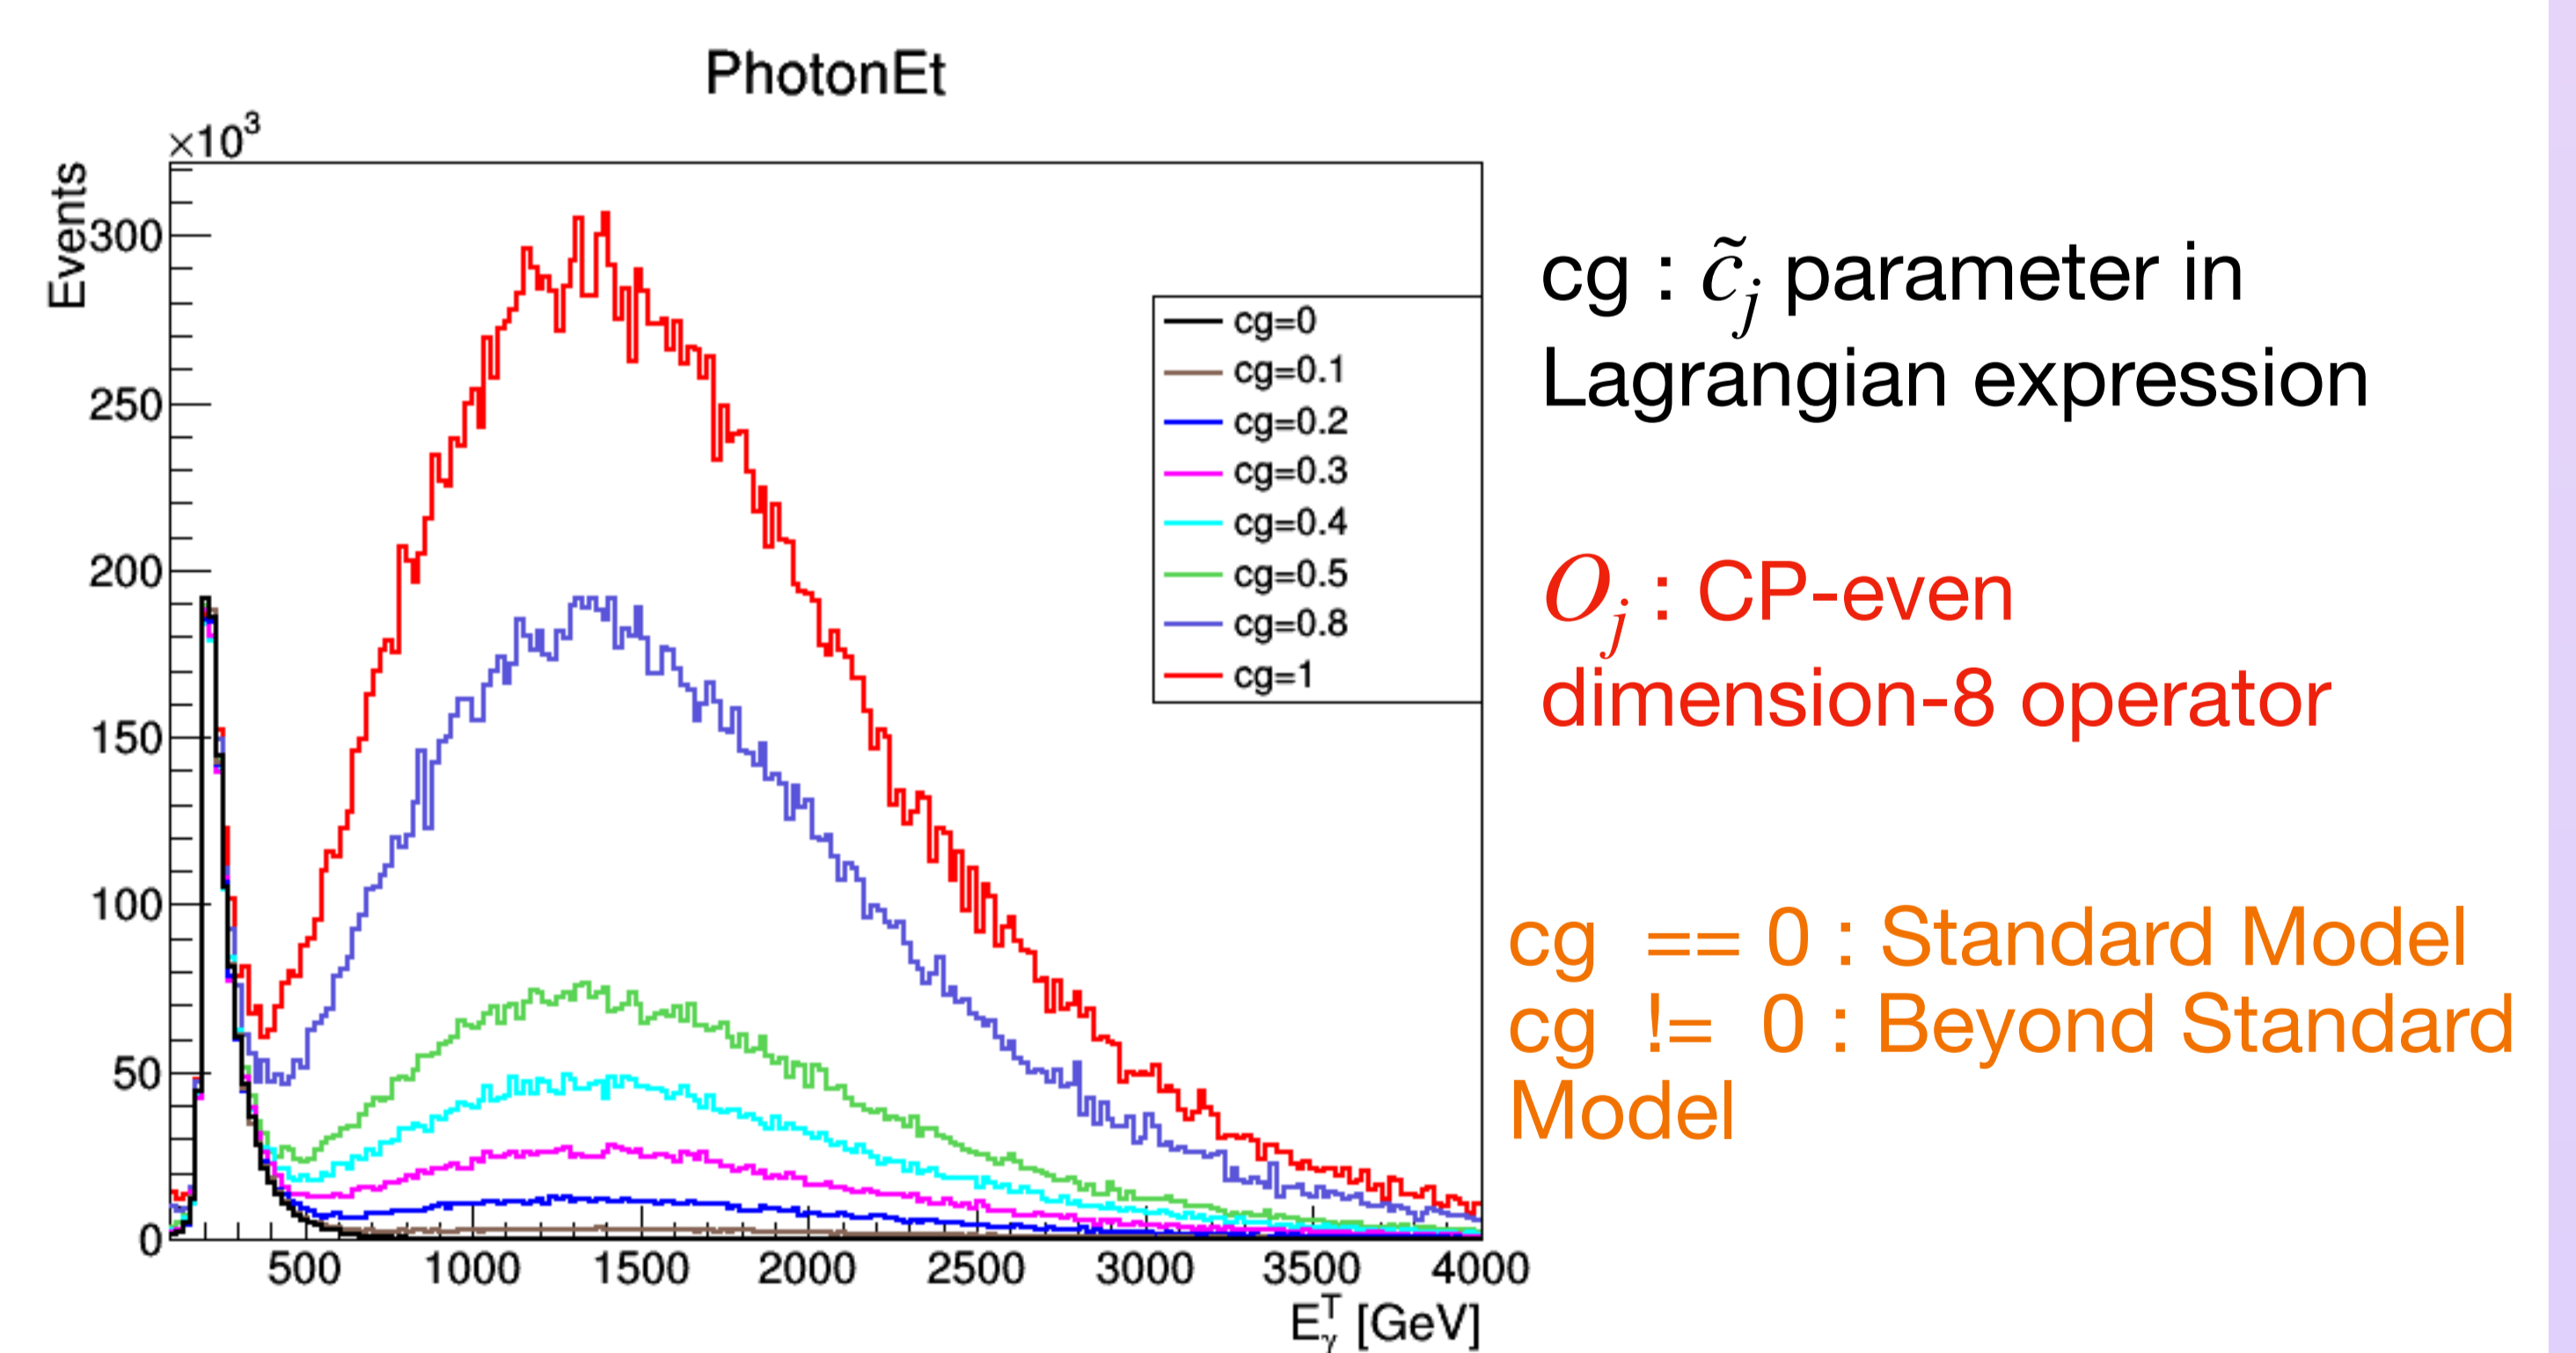 PhotonEt
×10³
Events
300
250
200
150
100
50
0
500 1000 1500 2000 2500 3000 3500 4000
E^T_γ [GeV]
cg=0
cg=0.1
cg=0.2
cg=0.3
cg=0.4
cg=0.5
cg=0.8
cg=1
cg : c̃_j parameter in
Lagrangian expression
O_j : CP-even
dimension-8 operator
cg == 0 : Standard Model
cg != 0 : Beyond Standard
Model